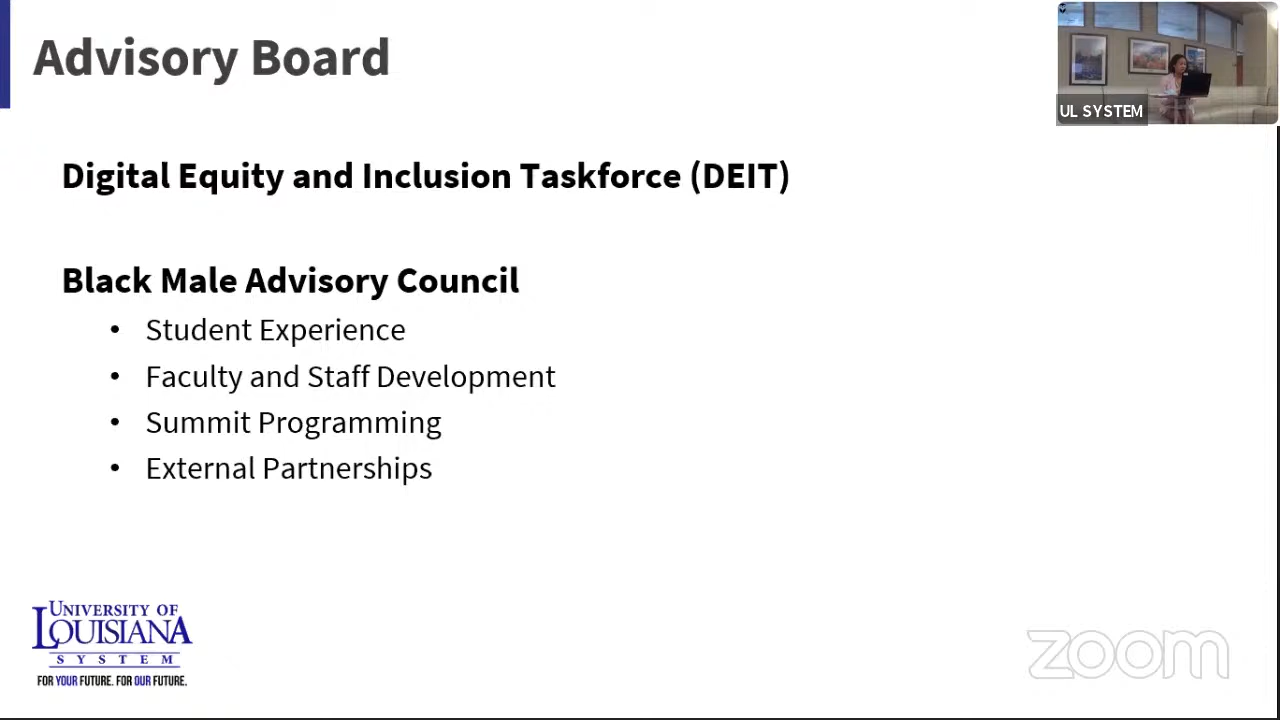 Advisory Board
UL SYSTEM
Digital Equity and Inclusion Taskforce (DEIT)
Black Male Advisory Council
• Student Experience
• Faculty and Staff Development
• Summit Programming
• External Partnerships
UNIVERSITY OF
LOUISIANA
SYSTEM
FOR YOUR FUTURE. FOR OUR FUTURE.
zoom